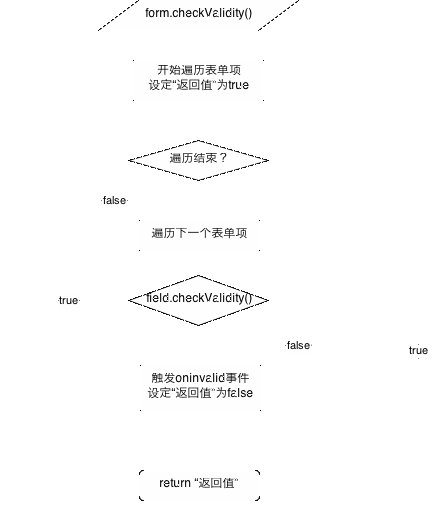 form.checkValidity()
开始遍历表单项
设定“返回值”为true
遍历结束？
false
遍历下一个表单项
true
field.checkValidity()
false
true
触发oninvalid事件
设定“返回值”为false
return “返回值”